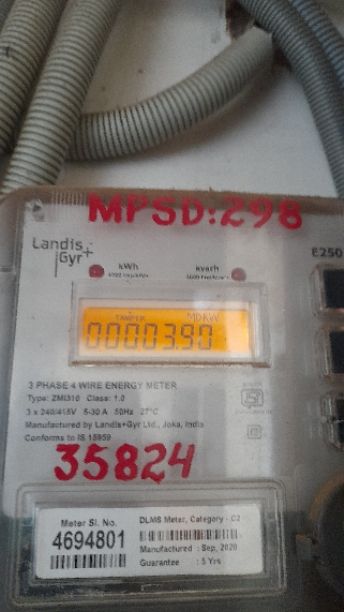 MPSD:298
Landis
Gyr+
E250
kWh
kvarh
TAMPER
MDKW
00003.90
3 PHASE 4 WIRE ENERGY METER
Type: ZMI310 Class: 1.0
3 x 240/415V 5-30 A 50Hz 27°C
Manufactured by Landis+Gyr Ltd., Joka, India
Conforms to IS 15959
35824
Meter Sl. No.
4694801
DLMS Meter, Category - C2
Manufactured : Sep, 2020
Guarantee : 5 Yrs